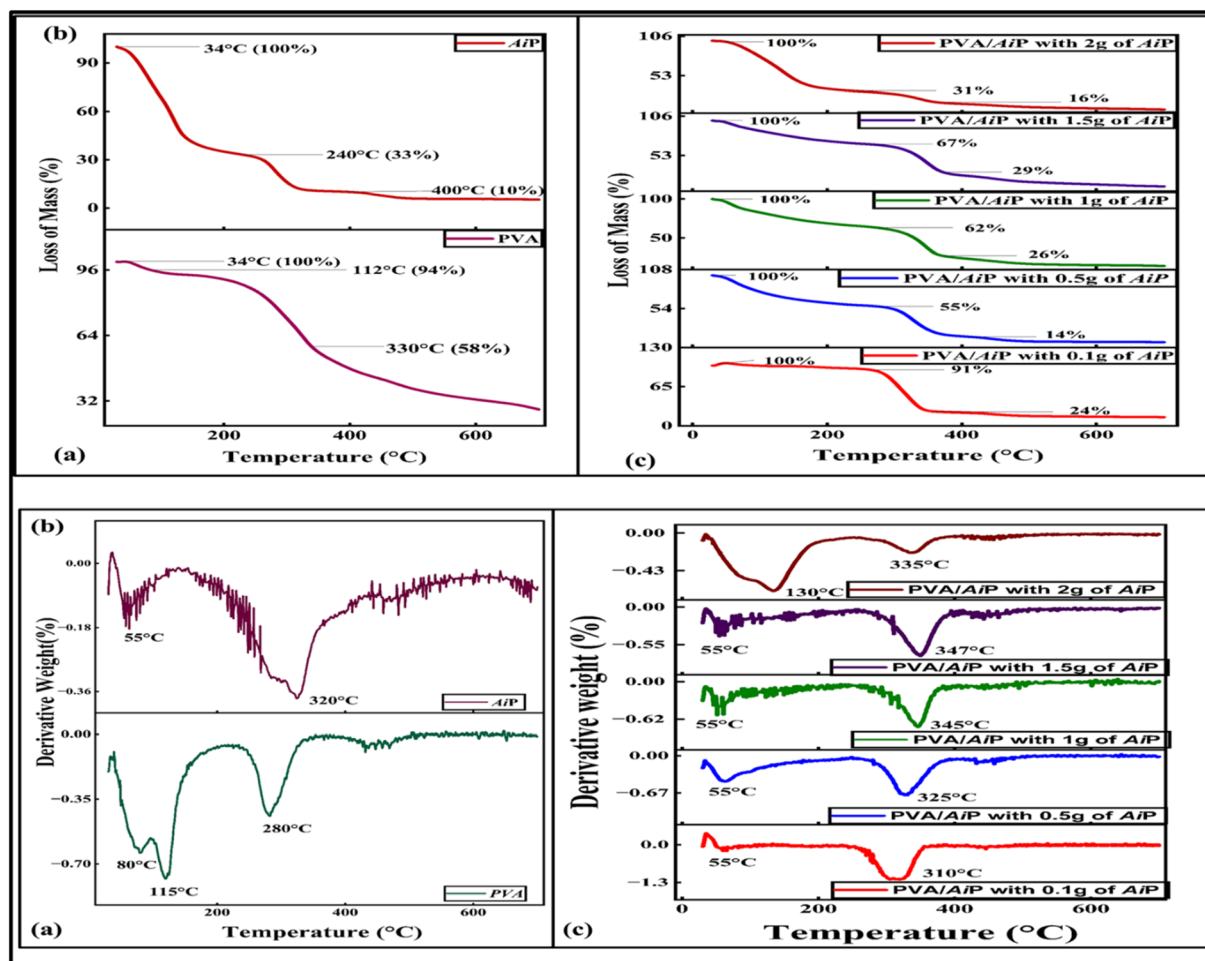 (b)
AiP
34°C (100%)
90
60
30
0
240°C (33%)
400°C (10%)
PVA
34°C (100%)
112°C (94%)
96
64
32
330°C (58%)
Loss of Mass (%)
200
400
600
(a)
Temperature (°C)
106
PVA/AiP with 2g of AiP
100%
53
31%
16%
106
PVA/AiP with 1.5g of AiP
100%
67%
53
29%
100
PVA/AiP with 1g of AiP
100%
62%
50
26%
108
PVA/AiP with 0.5g of AiP
100%
54
55%
14%
130
PVA/AiP with 0.1g of AiP
100%
91%
65
24%
0
Loss of Mass (%)
0
200
400
600
Temperature (°C)
(c)
(b)
0.00
−0.18
55°C
−0.36
320°C
AiP
0.00
−0.35
280°C
−0.70
80°C
115°C
PVA
Derivative Weight(%)
200
400
600
(a)
Temperature (°C)
0.00
335°C
−0.43
130°C
PVA/AiP with 2g of AiP
0.00
−0.55
55°C
347°C
PVA/AiP with 1.5g of AiP
0.00
−0.62
55°C
345°C
PVA/AiP with 1g of AiP
0.00
−0.67
55°C
325°C
PVA/AiP with 0.5g of AiP
0.00
55°C
310°C
−1.3
PVA/AiP with 0.1g of AiP
Derivative weight (%)
0
200
400
600
(c)
Temperature (°C)